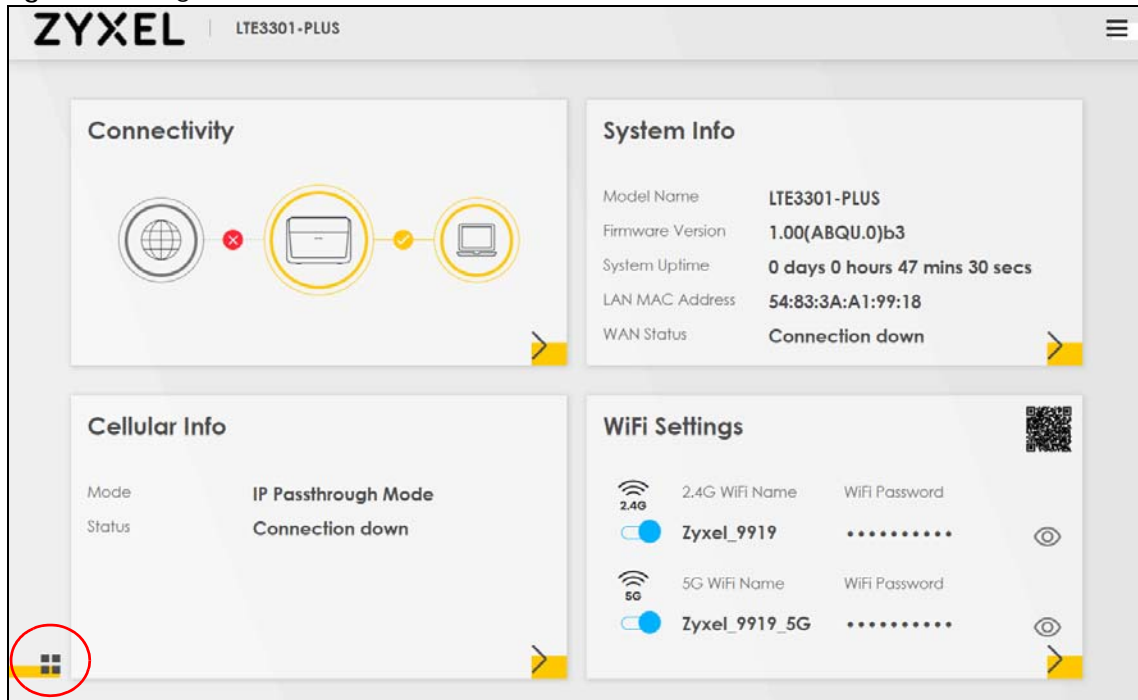 ZYXEL LTE3301-PLUS
Connectivity
System Info
Model Name LTE3301-PLUS
Firmware Version 1.00(ABQU.0)b3
System Uptime 0 days 0 hours 47 mins 30 secs
LAN MAC Address 54:83:3A:A1:99:18
WAN Status Connection down
Cellular Info
Mode IP Passthrough Mode
Status Connection down
WiFi Settings
2.4G WiFi Name WiFi Password
2.4G
Zyxel_9919 ••••••••••
5G WiFi Name WiFi Password
5G
Zyxel_9919_5G ••••••••••